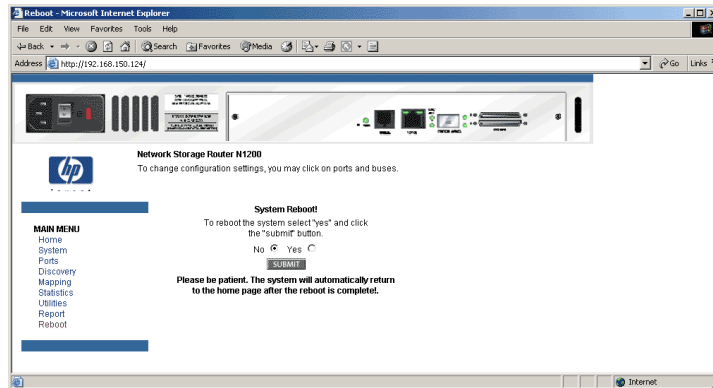 Reboot - Microsoft Internet Explorer
File Edit View Favorites Tools Help
Back Search Favorites Media
Address http://192.168.150.124/ Go Links
hp
invent
Network Storage Router N1200
To change configuration settings, you may click on ports and buses.
System Reboot!
To reboot the system select "yes" and click
the "submit" button.
No Yes
SUBMIT
Please be patient. The system will automatically return
to the home page after the reboot is complete!.
MAIN MENU
Home
System
Ports
Discovery
Mapping
Statistics
Utilities
Report
Reboot
Internet